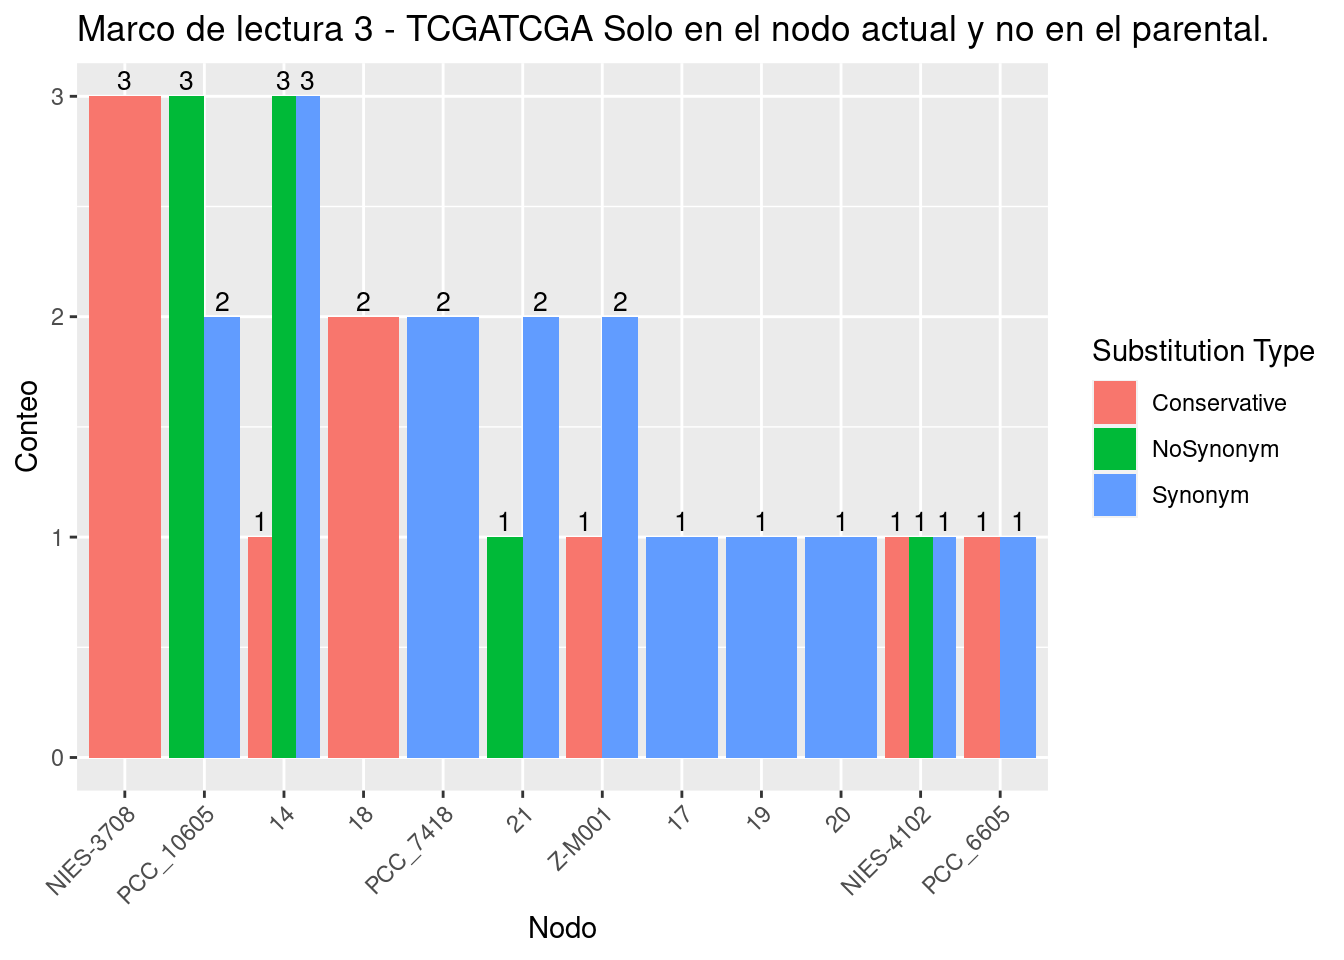 Marco de lectura 3 - TCGATCGA Solo en el nodo actual y no en el parental.
3 3 3 3
2 2 2 2 2
1 1 1 1 1 1 1 1 1 1 1
Conteo
3
2
1
0
NIES-3708
PCC_10605
14
18
PCC_7418
21
Z-M001
17
19
20
NIES-4102
PCC_6605
Nodo
Substitution Type
Conservative
NoSynonym
Synonym